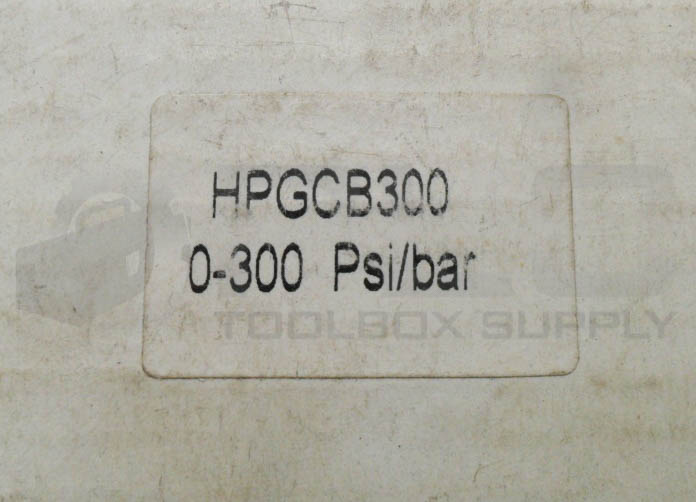 HPGCB300
0-300 Psi/bar
A TOOLBOX SUPPLY